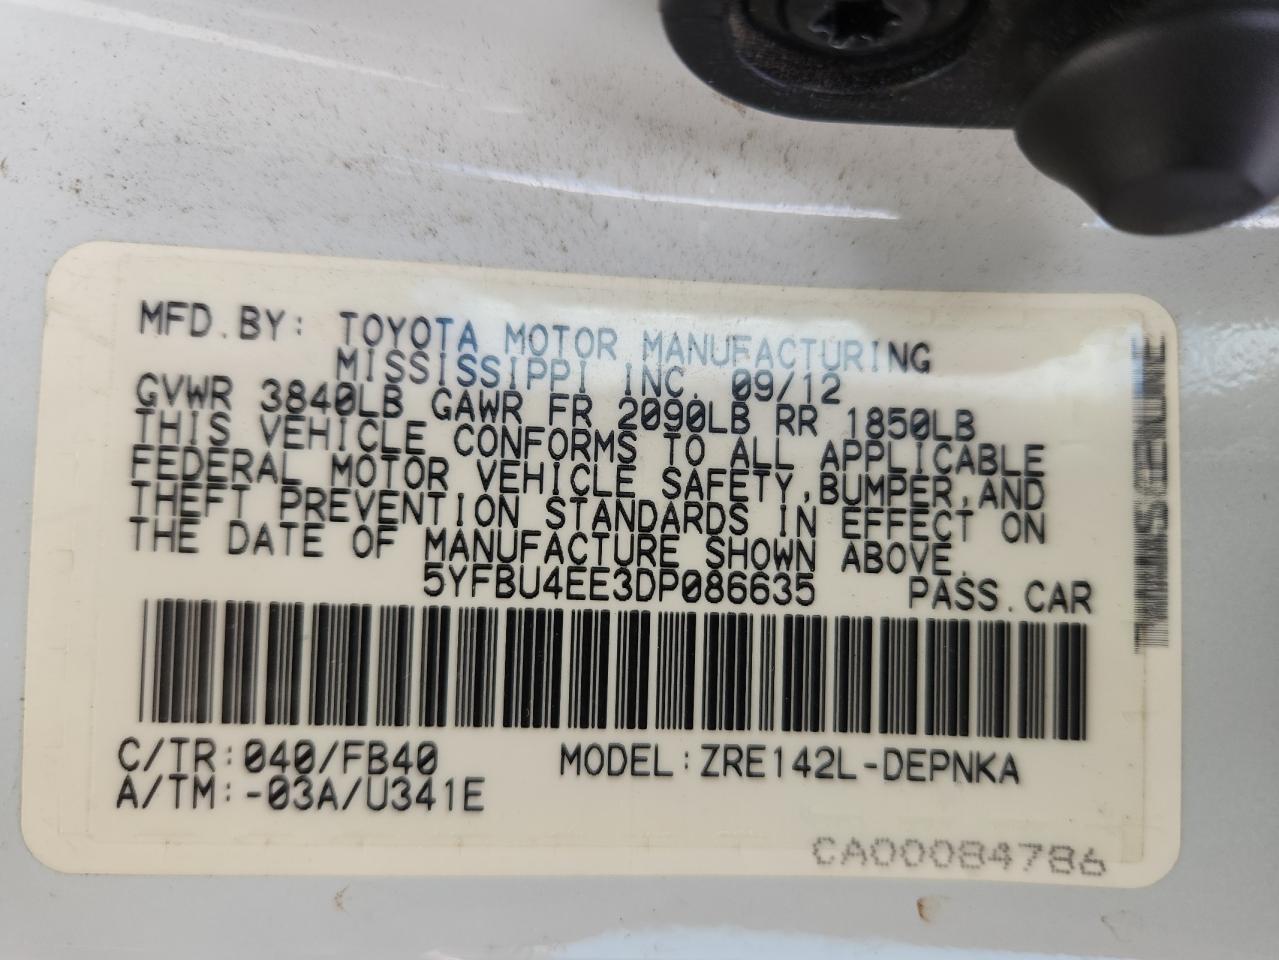 MFD.BY: TOYOTA MOTOR MANUFACTURING
MISSISSIPPI INC. 09/12
GVWR 3840LB GAWR FR 2090LB RR 1850LB
THIS VEHICLE CONFORMS TO ALL APPLICABLE
FEDERAL MOTOR VEHICLE SAFETY,BUMPER,AND
THEFT PREVENTION STANDARDS IN EFFECT ON
THE DATE OF MANUFACTURE SHOWN ABOVE.
5YFBU4EE3DP086635 PASS.CAR
C/TR:040/FB40 MODEL:ZRE142L-DEPNKA
A/TM:-03A/U341E
CA00084786